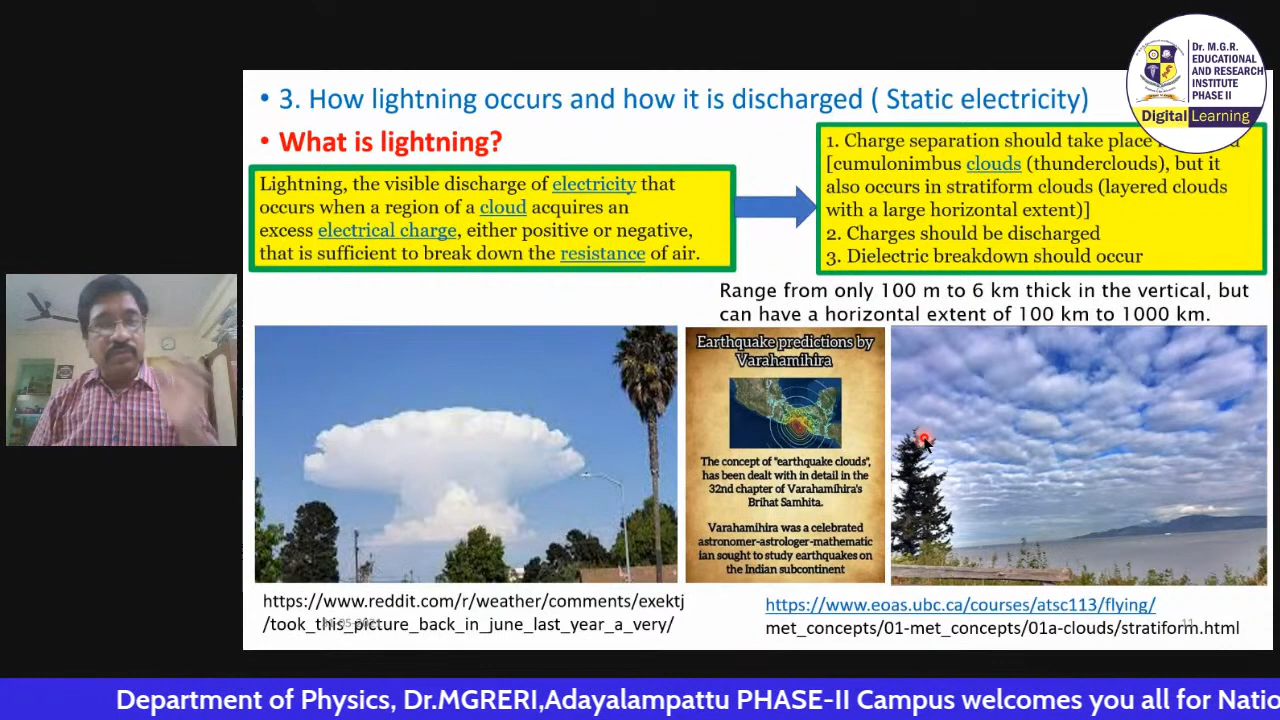 • 3. How lightning occurs and how it is discharged ( Static electricity)
• What is lightning?
Lightning, the visible discharge of electricity that
occurs when a region of a cloud acquires an
excess electrical charge, either positive or negative,
that is sufficient to break down the resistance of air.
1. Charge separation should take place
[cumulonimbus clouds (thunderclouds), but it
also occurs in stratiform clouds (layered clouds
with a large horizontal extent)]
2. Charges should be discharged
3. Dielectric breakdown should occur
Dr. M.G.R.
EDUCATIONAL
AND RESEARCH
INSTITUTE
PHASE II
Digital Learning
Range from only 100 m to 6 km thick in the vertical, but
can have a horizontal extent of 100 km to 1000 km.
Earthquake predictions by
Varahamihira
The concept of "earthquake clouds",
has been dealt with in detail in the
32nd chapter of Varahamihira's
Brihat Samhita.
Varahamihira was a celebrated
astronomer-astrologer-mathematic
ian sought to study earthquakes on
the Indian subcontinent
https://www.reddit.com/r/weather/comments/exektj
/took_this_picture_back_in_june_last_year_a_very/
https://www.eoas.ubc.ca/courses/atsc113/flying/
met_concepts/01-met_concepts/01a-clouds/stratiform.html
11
Department of Physics, Dr.MGRERI,Adayalampattu PHASE-II Campus welcomes you all for Natio